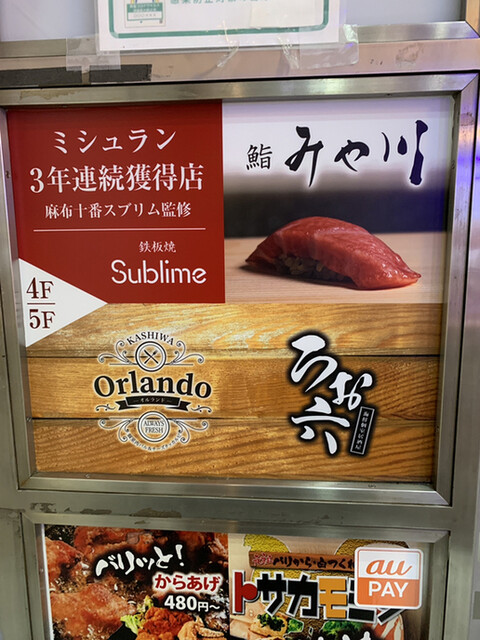 ミシュラン
3年連続獲得店
麻布十番スブリム監修
鉄板焼
Sublime
鮨 みや川
4F
5F
KASHIWA
Orlando
オルランド
ALWAYS
FRESH
うお六
パリッと!
からあげ
480円~
トサカモミジ
au
PAY